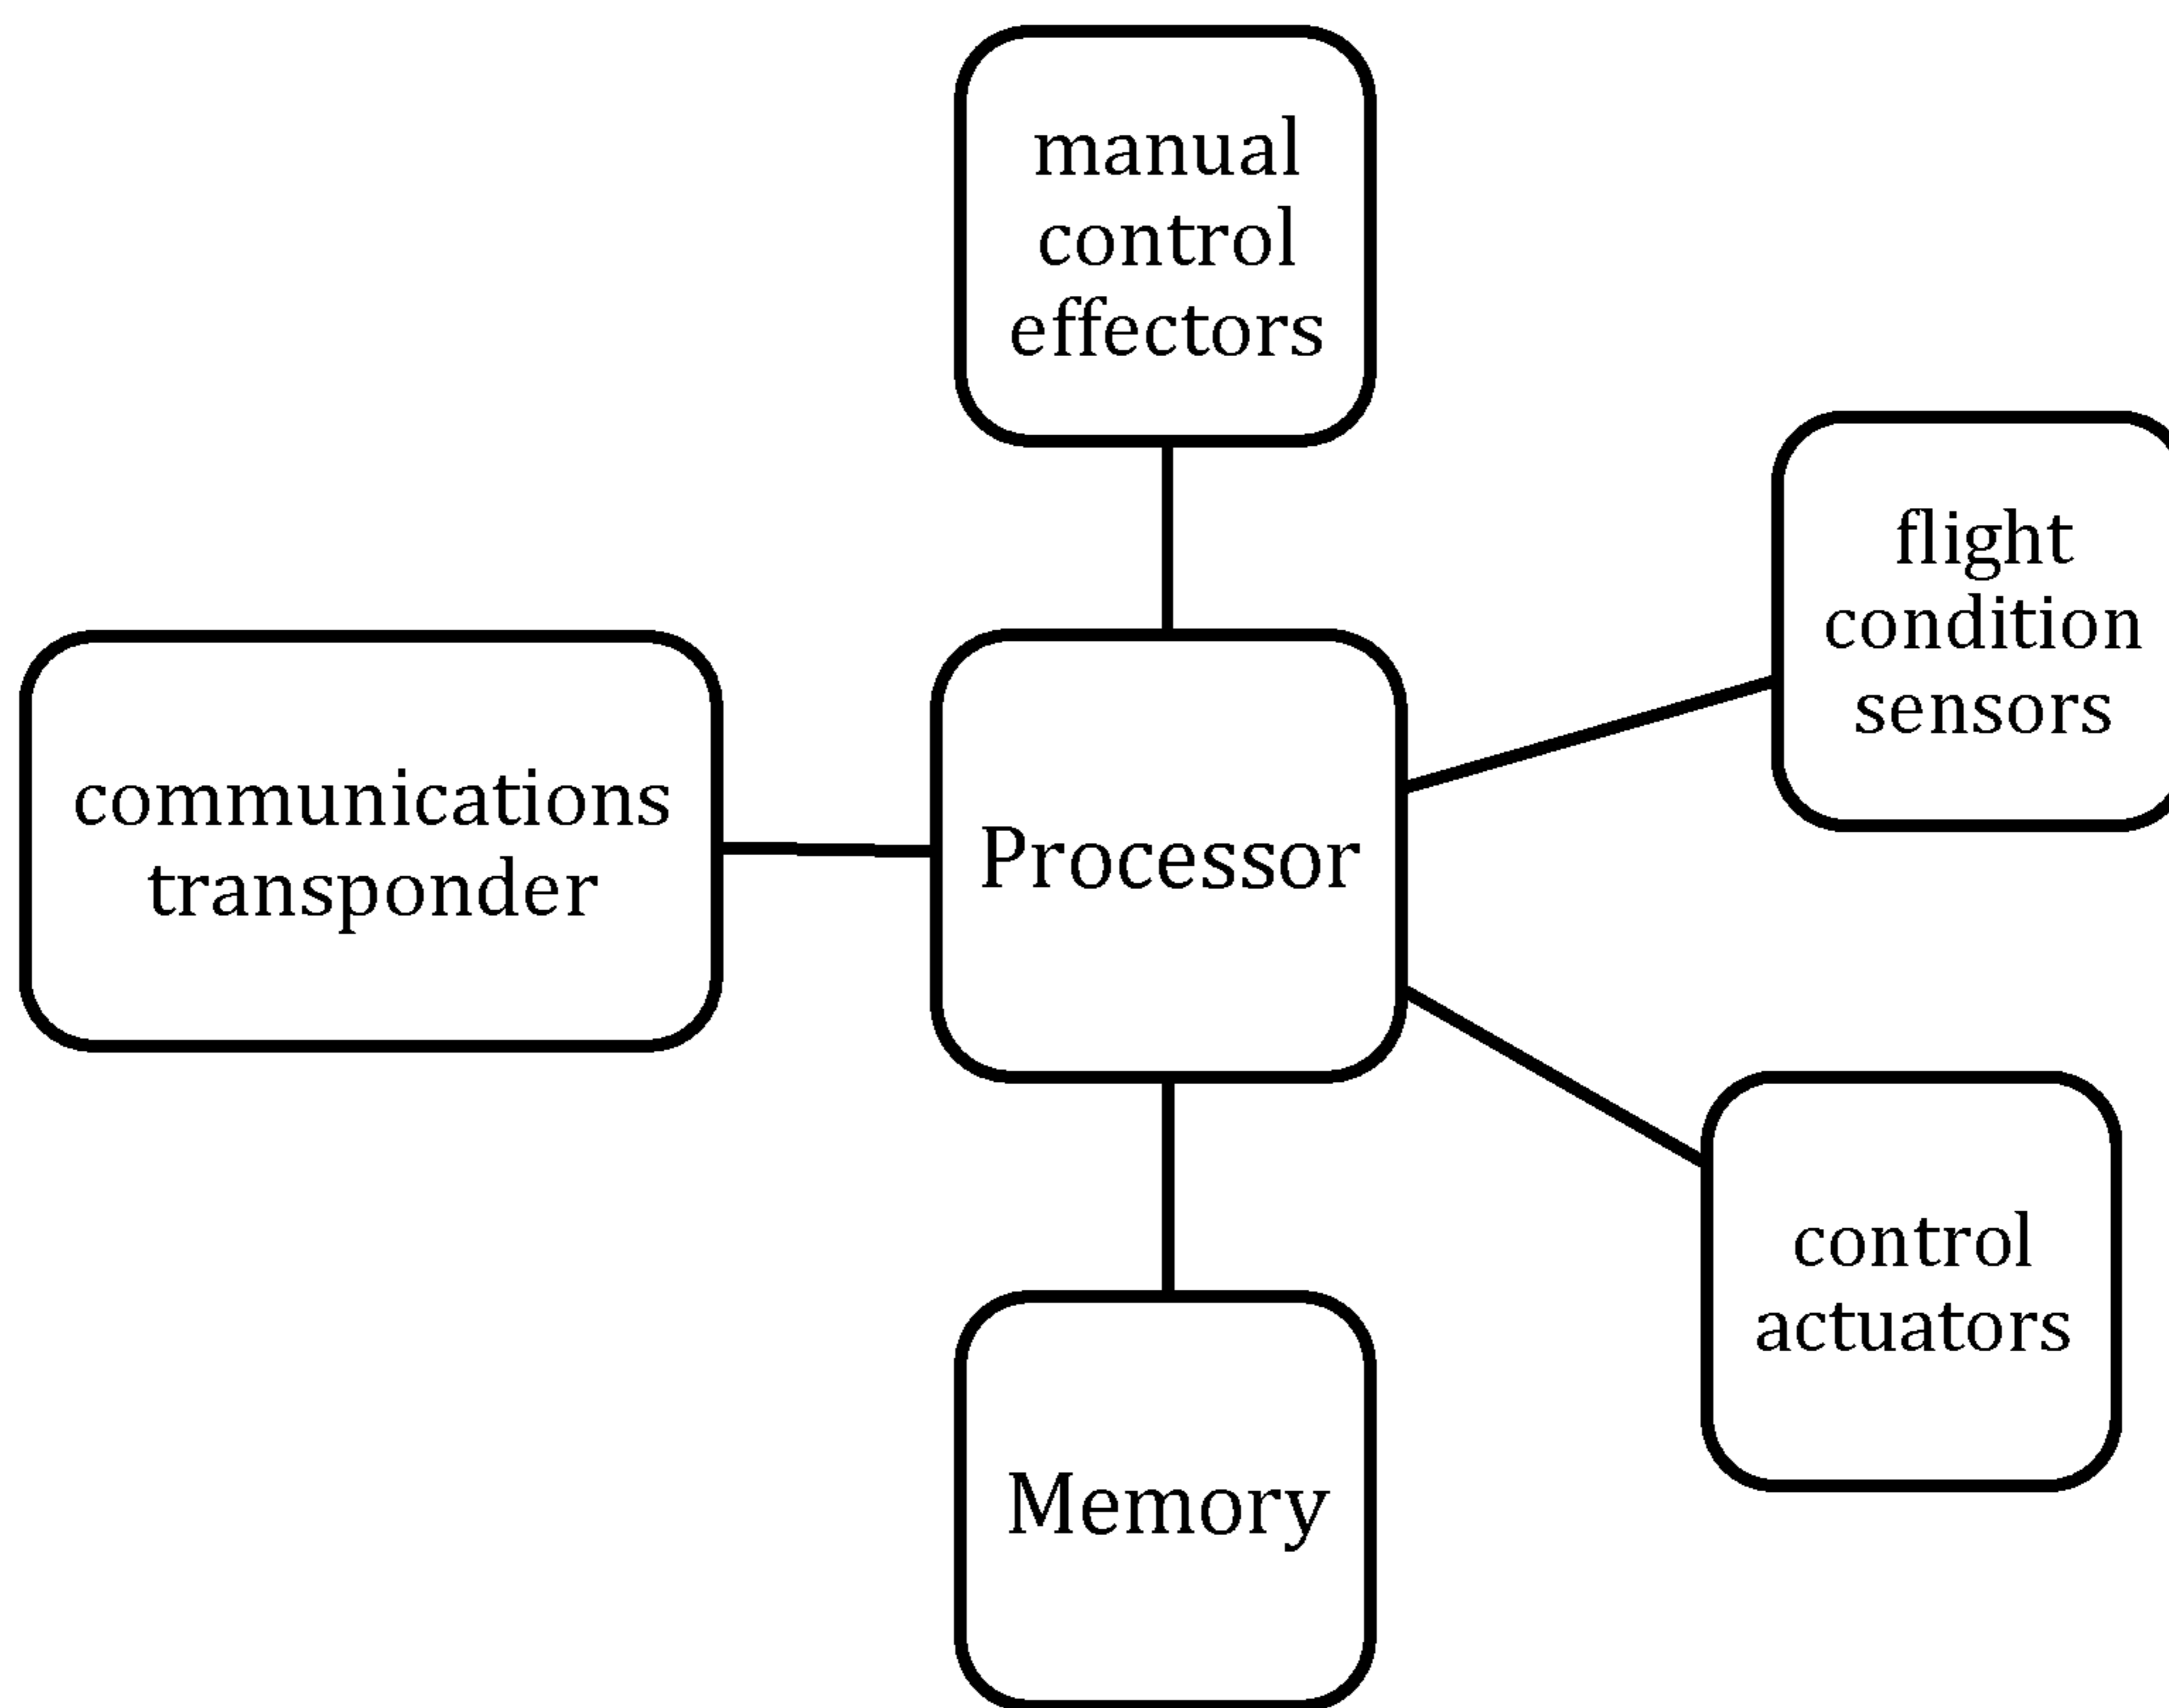 manual
control
effectors
flight
condition
sensors
communications
transponder
Processor
control
actuators
Memory